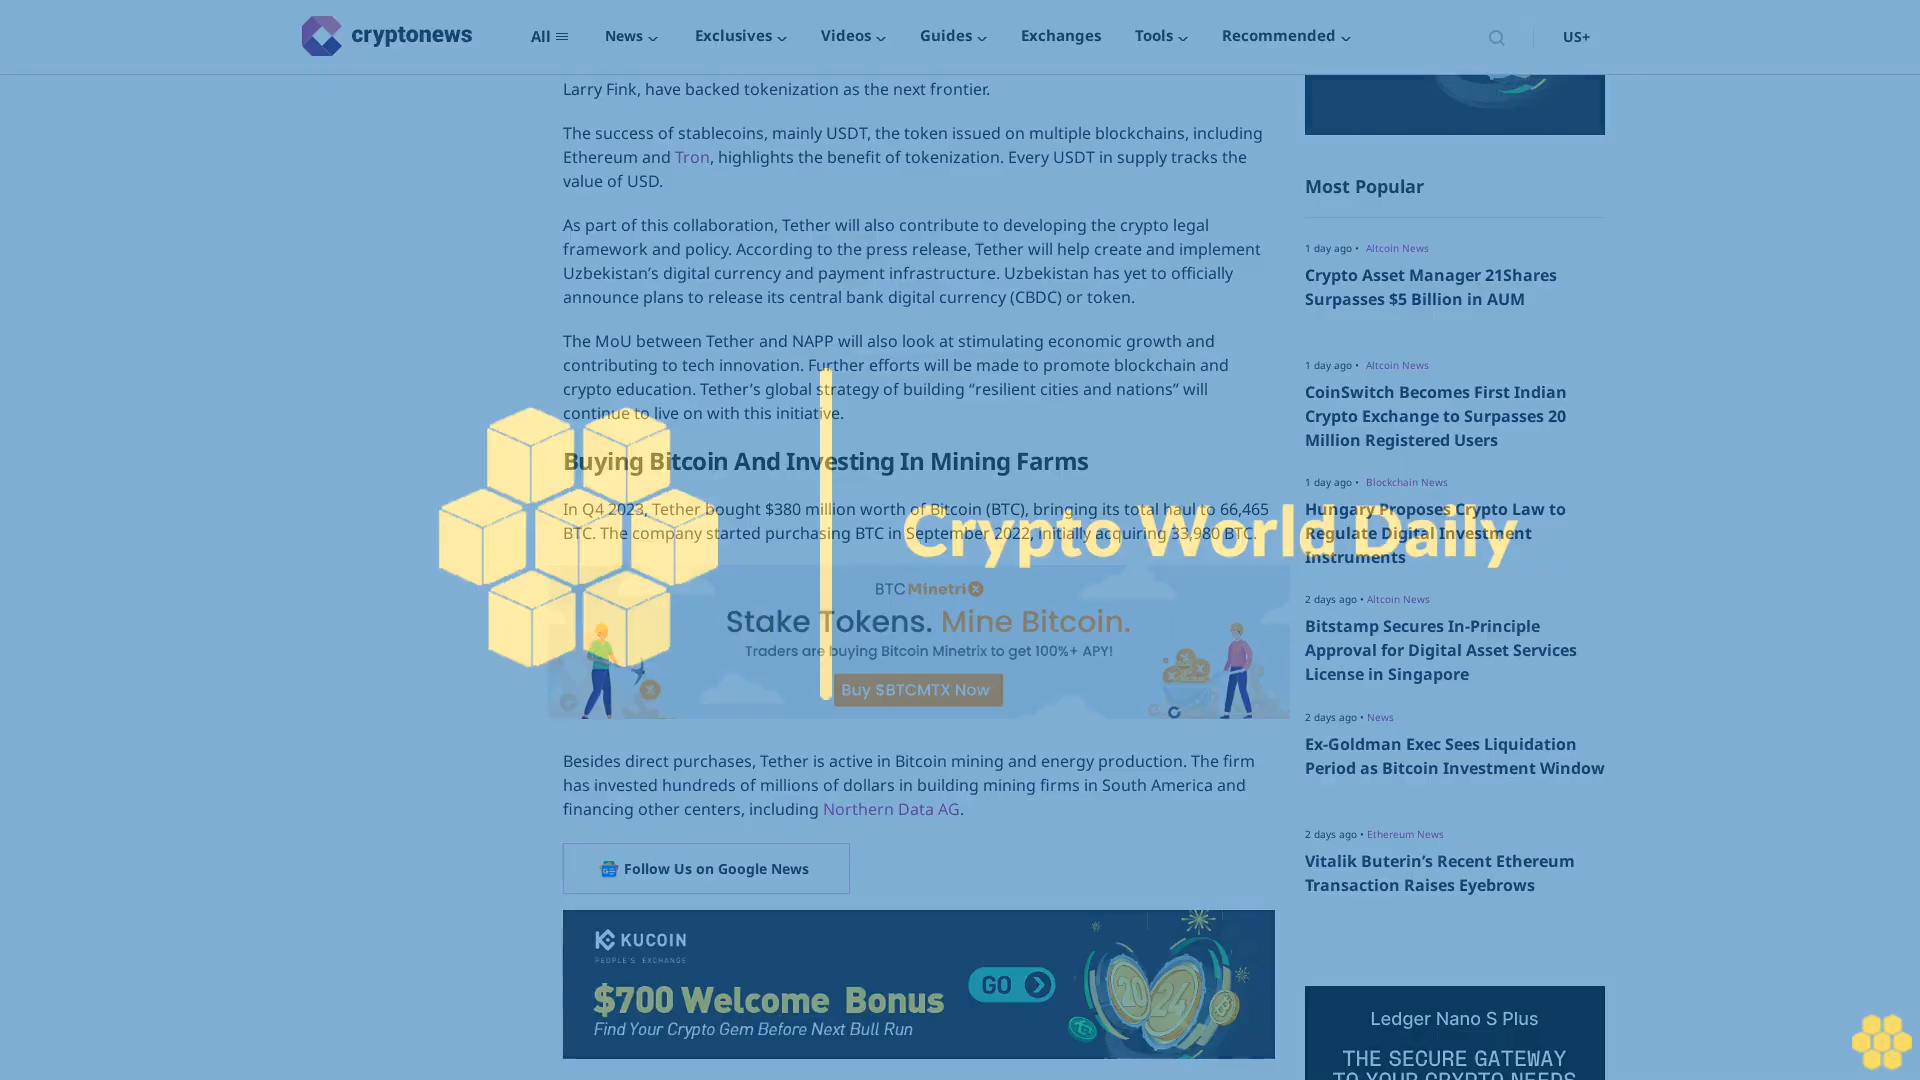 cryptonews
All
News
Exclusives
Videos
Guides
Exchanges
Tools
Recommended
US+
Larry Fink, have backed tokenization as the next frontier.
The success of stablecoins, mainly USDT, the token issued on multiple blockchains, including
Ethereum and Tron, highlights the benefit of tokenization. Every USDT in supply tracks the
value of USD.
As part of this collaboration, Tether will also contribute to developing the crypto legal
framework and policy. According to the press release, Tether will help create and implement
Uzbekistan’s digital currency and payment infrastructure. Uzbekistan has yet to officially
announce plans to release its central bank digital currency (CBDC) or token.
The MoU between Tether and NAPP will also look at stimulating economic growth and
contributing to tech innovation. Further efforts will be made to promote blockchain and
crypto education. Tether’s global strategy of building “resilient cities and nations” will
continue to live on with this initiative.
Buying Bitcoin And Investing In Mining Farms
In Q4 2023, Tether bought $380 million worth of Bitcoin (BTC), bringing its total haul to 66,465
BTC. The company started purchasing BTC in September 2022, initially acquiring 33,980 BTC.
Crypto World Daily
BTC Minetrix
Stake Tokens. Mine Bitcoin.
Traders are buying Bitcoin Minetrix to get 100%+ APY!
Buy $BTCMTX Now
Besides direct purchases, Tether is active in Bitcoin mining and energy production. The firm
has invested hundreds of millions of dollars in building mining firms in South America and
financing other centers, including Northern Data AG.
Follow Us on Google News
KUCOIN
PEOPLE'S EXCHANGE
$700 Welcome Bonus
Find Your Crypto Gem Before Next Bull Run
GO
20
24
Most Popular
1 day ago • Altcoin News
Crypto Asset Manager 21Shares
Surpasses $5 Billion in AUM
1 day ago • Altcoin News
CoinSwitch Becomes First Indian
Crypto Exchange to Surpasses 20
Million Registered Users
1 day ago • Blockchain News
Hungary Proposes Crypto Law to
Regulate Digital Investment
Instruments
2 days ago • Altcoin News
Bitstamp Secures In-Principle
Approval for Digital Asset Services
License in Singapore
2 days ago • News
Ex-Goldman Exec Sees Liquidation
Period as Bitcoin Investment Window
2 days ago • Ethereum News
Vitalik Buterin’s Recent Ethereum
Transaction Raises Eyebrows
Ledger Nano S Plus
THE SECURE GATEWAY
TO YOUR CRYPTO NEEDS